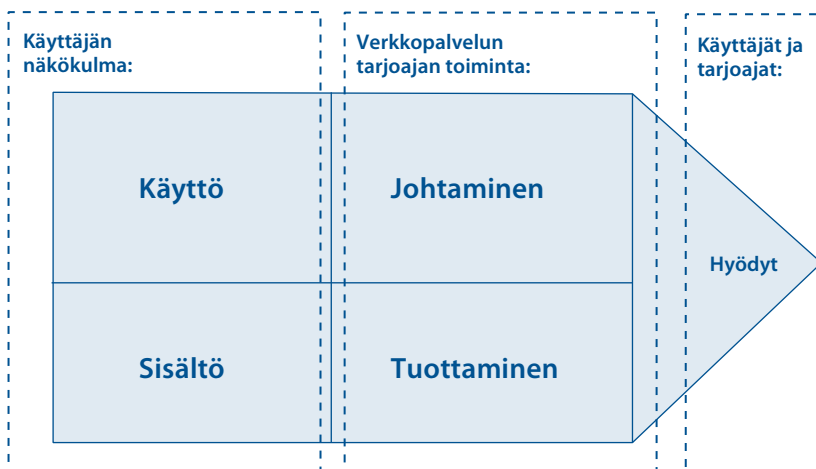 Käyttäjän
näkökulma:
Verkkopalvelun
tarjoajan toiminta:
Käyttäjät ja
tarjoajat:
Käyttö
Johtaminen
Hyödyt
Sisältö
Tuottaminen